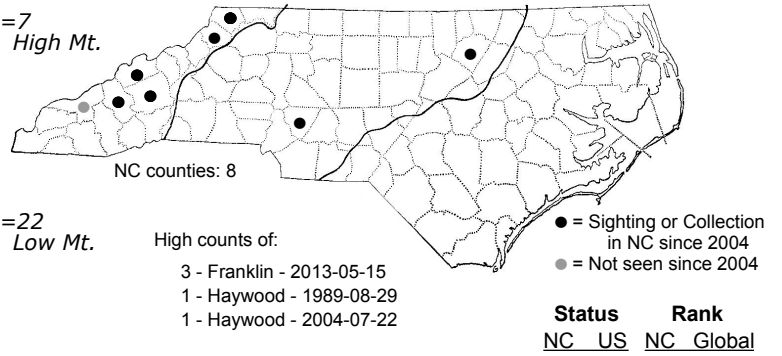 =7
High Mt.
NC counties: 8
=22
Low Mt.
High counts of:
3 - Franklin - 2013-05-15
1 - Haywood - 1989-08-29
1 - Haywood - 2004-07-22
● = Sighting or Collection
in NC since 2004
● = Not seen since 2004
Status Rank
NC US NC Global